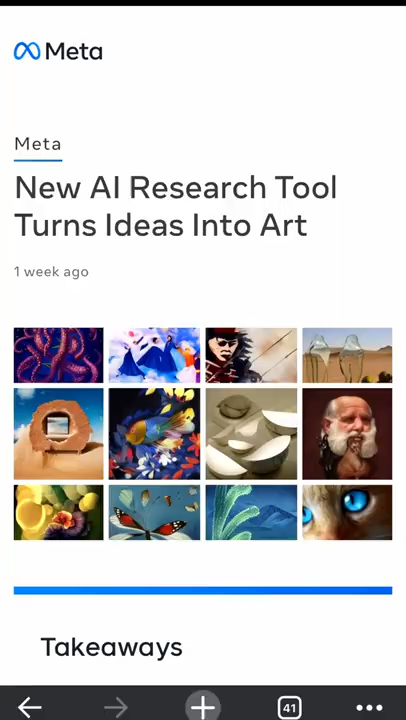 Meta
Meta
New AI Research Tool
Turns Ideas Into Art
1 week ago
Takeaways
41